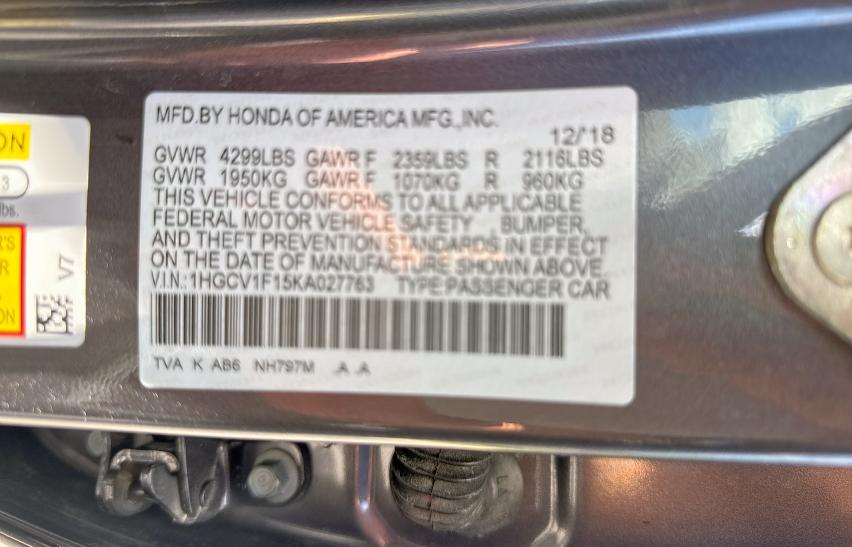 MFD.BY HONDA OF AMERICA MFG.,INC.
12/'18
GVWR 4299LBS GAWR F 2359LBS R 2116LBS
GVWR 1950KG GAWR F 1070KG R 960KG
THIS VEHICLE CONFORMS TO ALL APPLICABLE
FEDERAL MOTOR VEHICLE SAFETY , BUMPER,
AND THEFT PREVENTION STANDARDS IN EFFECT
ON THE DATE OF MANUFACTURE SHOWN ABOVE.
V.I.N.:1HGCV1F15KA027763 TYPE:PASSENGER CAR
TVA K AB6 NH797M .A .A
ON
3
lbs.
R'S
R
ON
V7